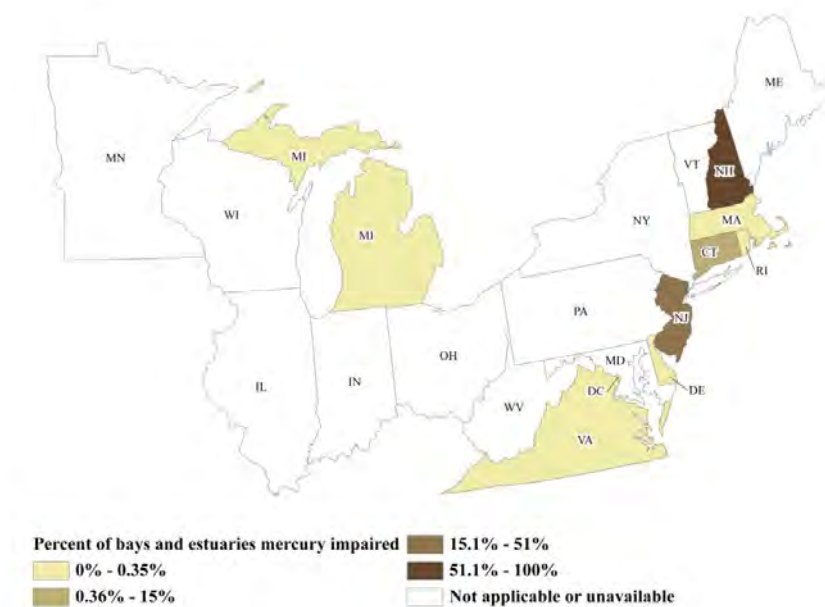 ME
MN
VT
NH
MI
WI
NY
MA
MI
CT
RI
PA
NJ
OH
MD
IL
IN
DE
DC
WV
VA
Percent of bays and estuaries mercury impaired
0% - 0.35%
0.36% - 15%
15.1% - 51%
51.1% - 100%
Not applicable or unavailable